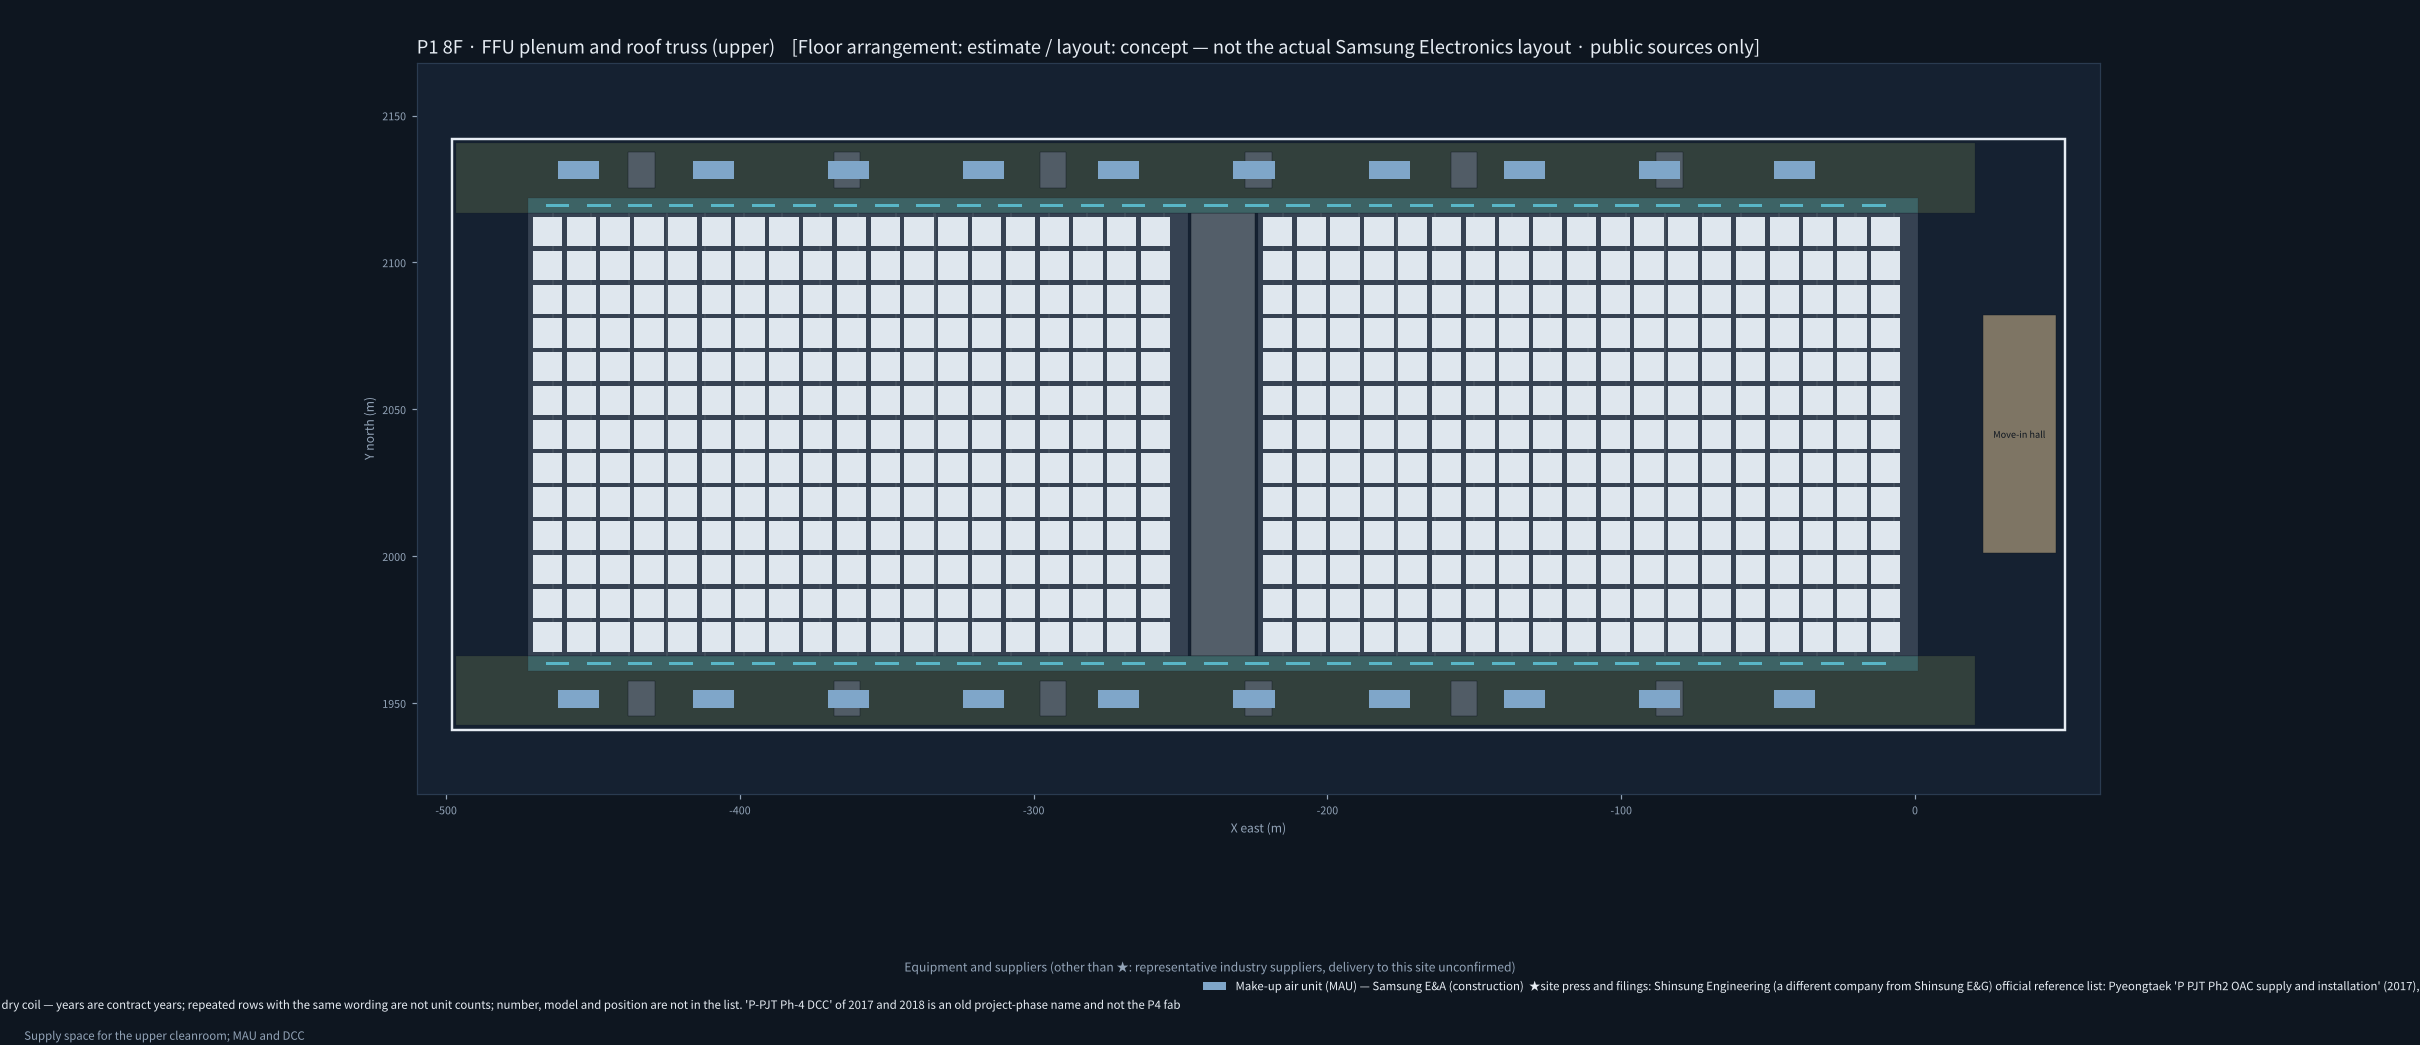 P1 8F · FFU plenum and roof truss (upper) [Floor arrangement: estimate / layout: concept — not the actual Samsung Electronics layout · public sources only]
2150
2100
2050
2000
1950
Y north (m)
Move-in hall
-500
-400
-300
-200
-100
0
X east (m)
Equipment and suppliers (other than ★: representative industry suppliers, delivery to this site unconfirmed)
Make-up air unit (MAU) — Samsung E&A (construction) ★site press and filings: Shinsung Engineering (a different company from Shinsung E&G) official reference list: Pyeongtaek 'P PJT Ph2 OAC supply and installation' (2017),
dry coil — years are contract years; repeated rows with the same wording are not unit counts; number, model and position are not in the list. 'P-PJT Ph-4 DCC' of 2017 and 2018 is an old project-phase name and not the P4 fab
Supply space for the upper cleanroom; MAU and DCC